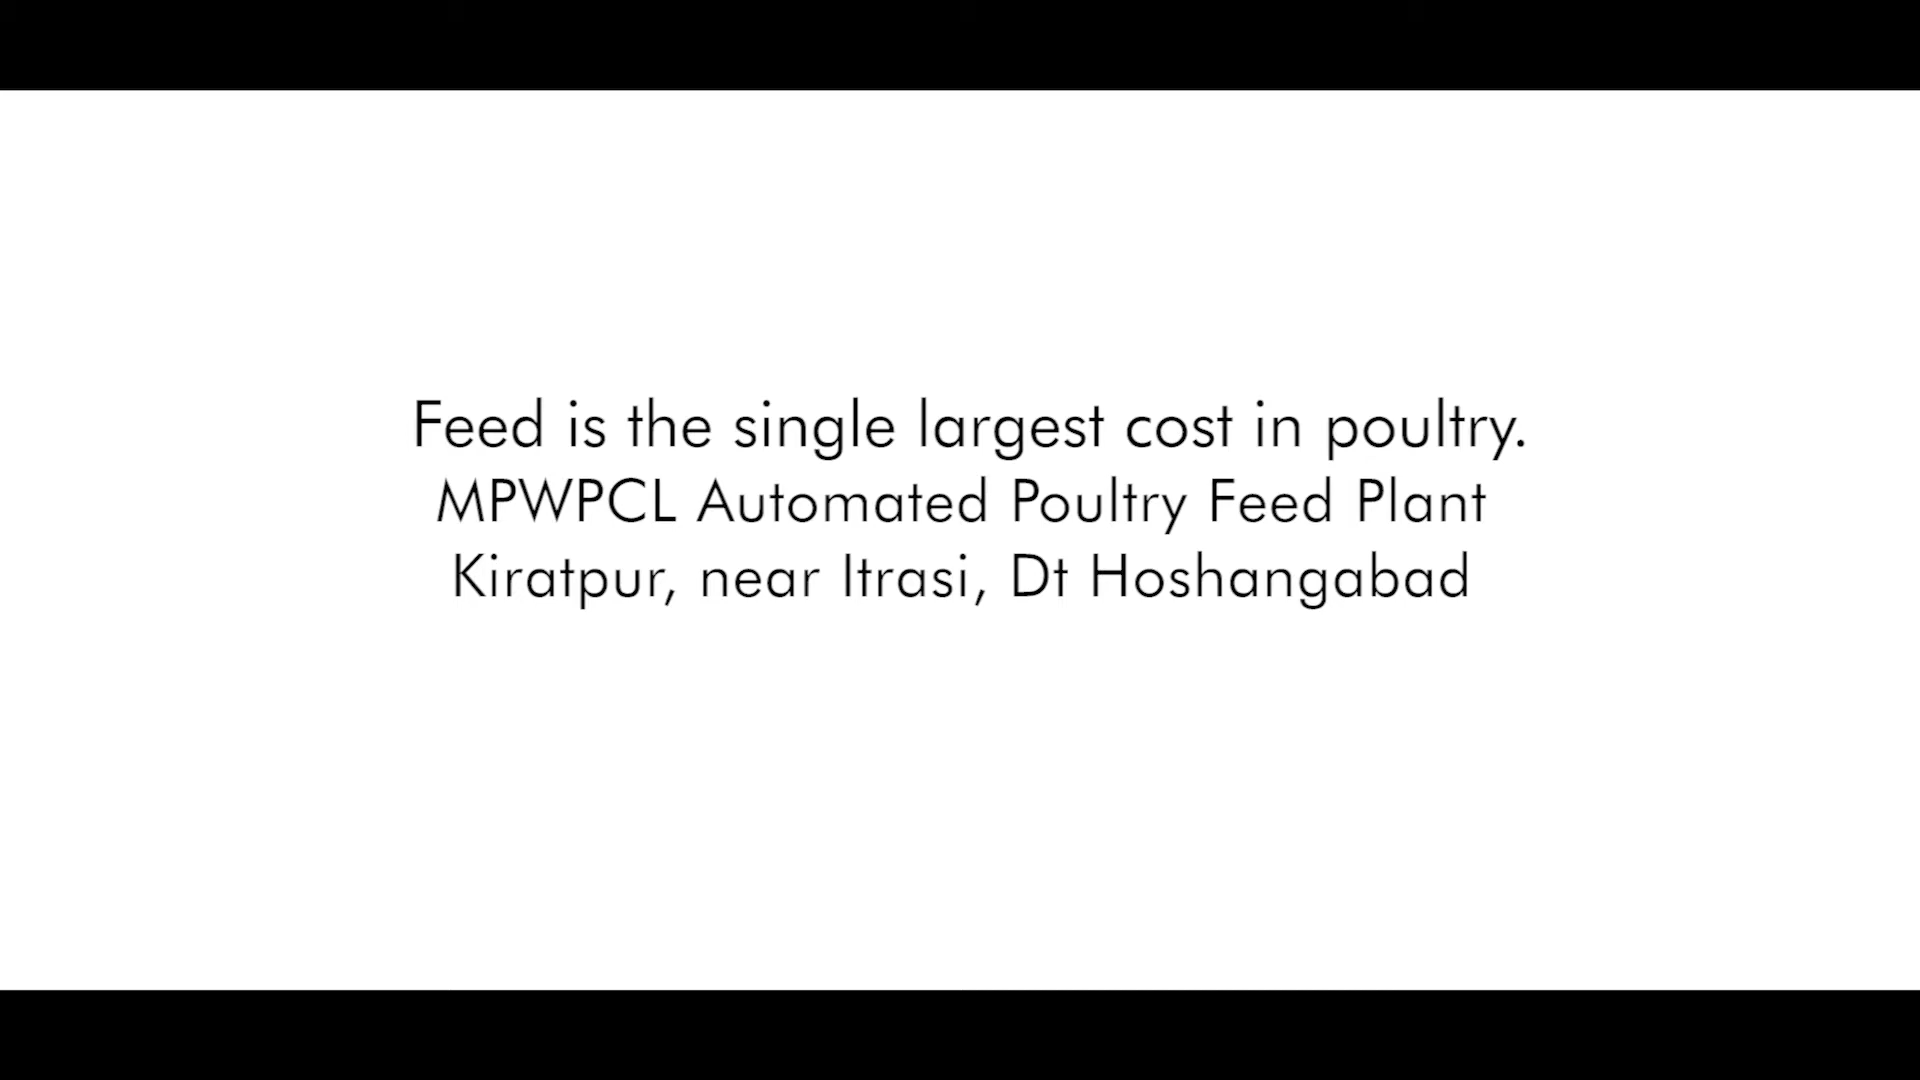 Feed is the single largest cost in poultry.
MPWPCL Automated Poultry Feed Plant
Kiratpur, near Itrasi, Dt Hoshangabad